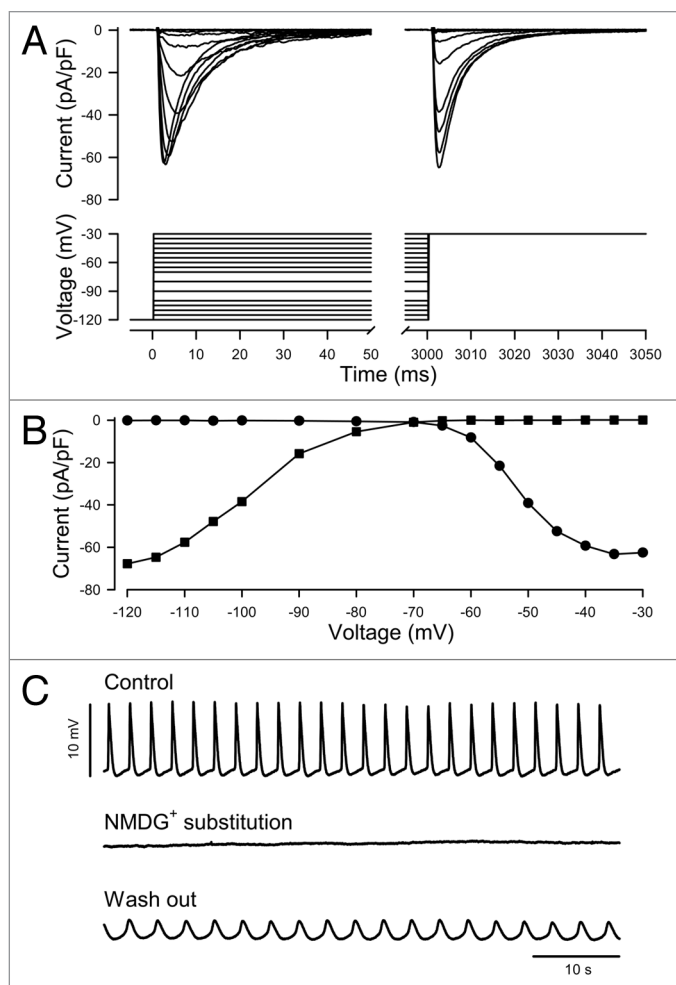 A
Current (pA/pF)
0
-20
-40
-60
-80
Voltage (mV)
-30
-60
-90
-120
0 10 20 30 40 50 3000 3010 3020 3030 3040 3050
Time (ms)
B
Current (pA/pF)
0
-20
-40
-60
-80
-120 -110 -100 -90 -80 -70 -60 -50 -40 -30
Voltage (mV)
C
Control
10 mV
NMDG+ substitution
Wash out
10 s